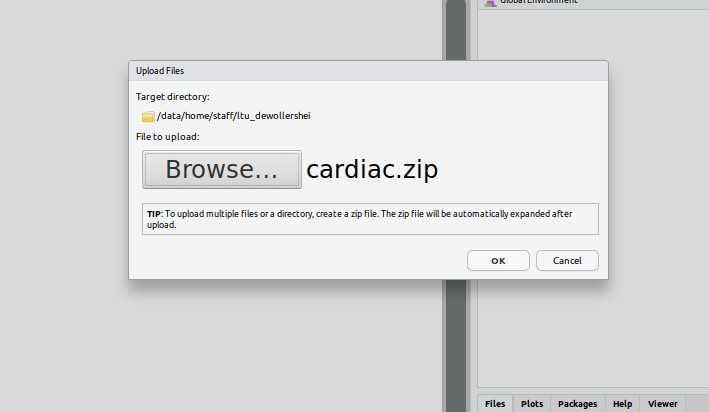 Global Environment
Upload Files
Target directory:
/data/home/staff/ltu_dewollershei
File to upload:
Browse... cardiac.zip
TIP: To upload multiple files or a directory, create a zip file. The zip file will be automatically expanded after
upload.
OK Cancel
Files Plots Packages Help Viewer